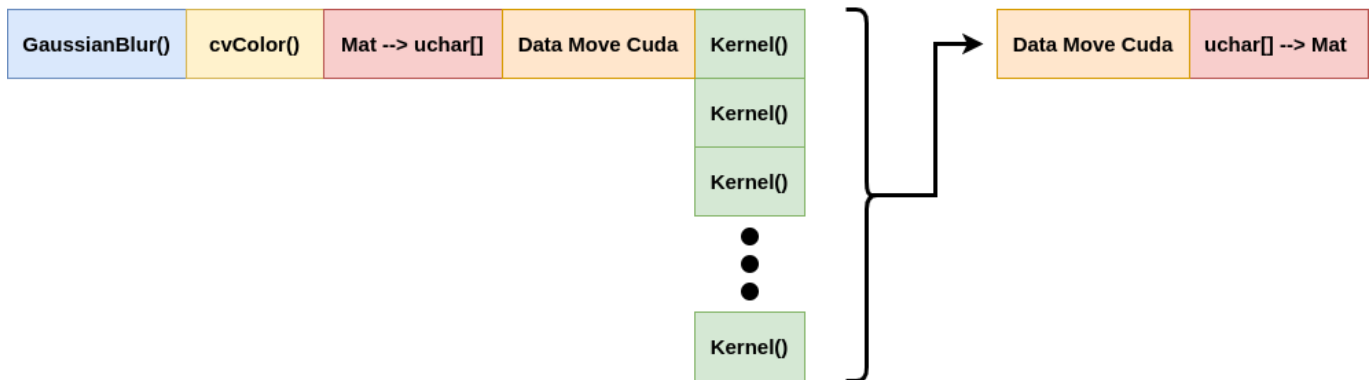 GaussianBlur() cvColor() Mat --> uchar[] Data Move Cuda Kernel() Data Move Cuda uchar[] --> Mat
Kernel()
Kernel()
Kernel()